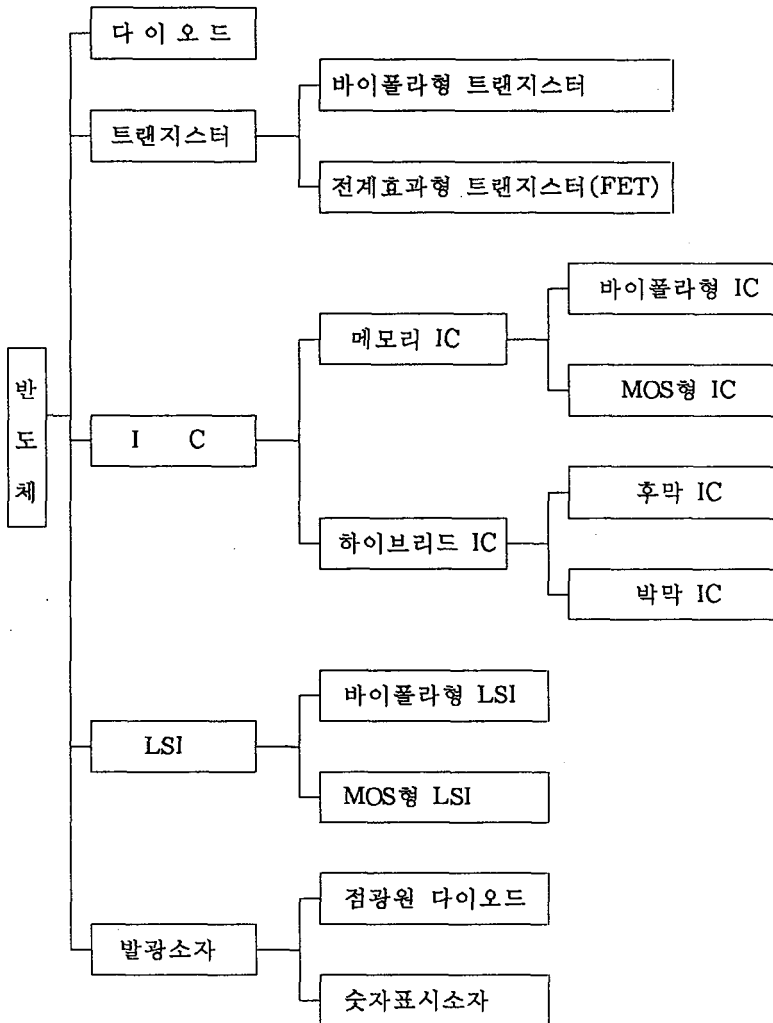 다 이 오 드
바이폴라형 트랜지스터
트랜지스터
전계효과형 트랜지스터(FET)
바이폴라형 IC
메모리 IC
MOS형 IC
반
도
체
I C
후막 IC
하이브리드 IC
박막 IC
바이폴라형 LSI
LSI
MOS형 LSI
점광원 다이오드
발광소자
숫자표시소자